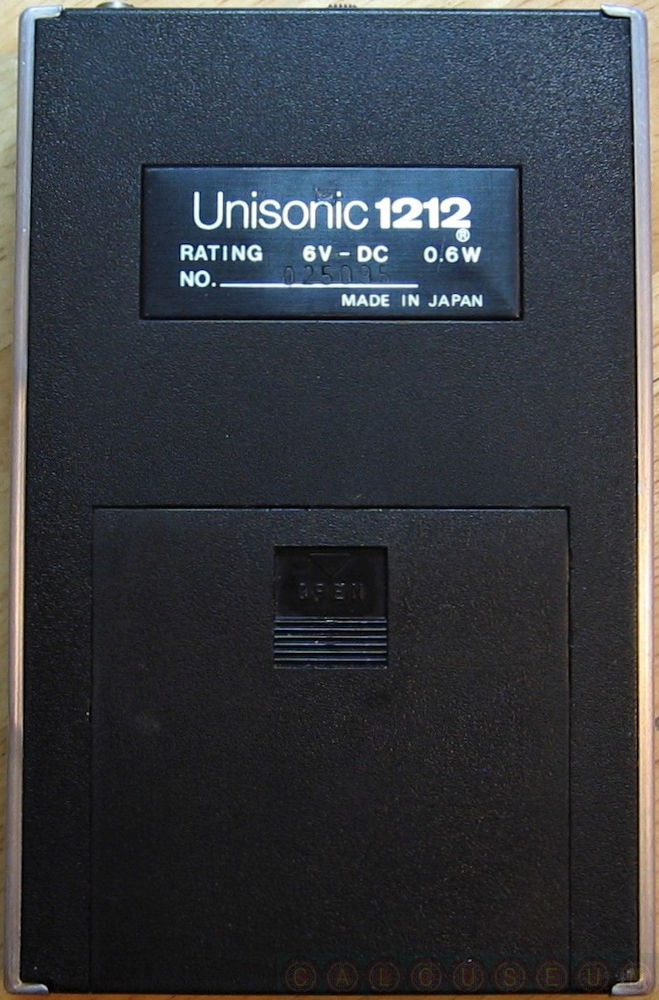 Unisonic 1212
®
RATING 6V - DC 0.6W
NO. 025095
MADE IN JAPAN
OPEN
CALCUSEUM